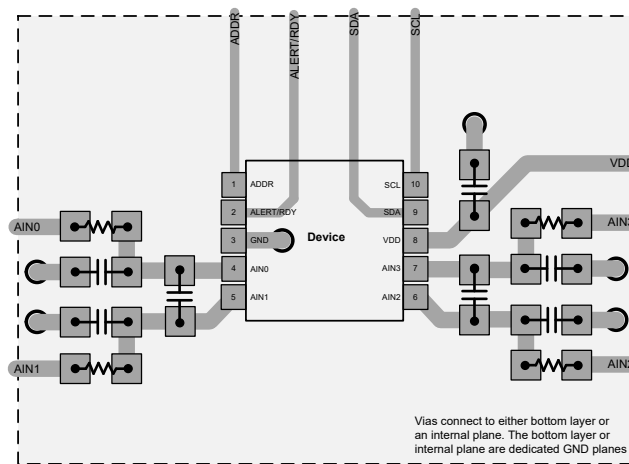 ADDR
ALERT/RDY
SDA
SCL
VDD
1 ADDR
SCL 10
2 ALERT/RDY
SDA 9
3 GND
Device
VDD 8
4 AIN0
AIN3 7
5 AIN1
AIN2 6
AIN0
AIN3
AIN1
AIN2
Vias connect to either bottom layer or
an internal plane. The bottom layer or
internal plane are dedicated GND planes